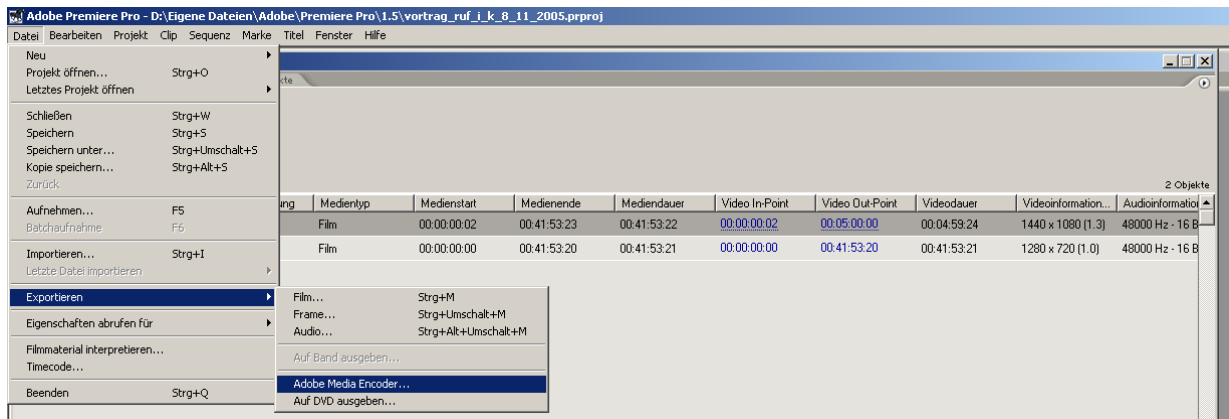 Adobe Premiere Pro - D:\Eigene Dateien\Adobe\Premiere Pro\1.5\vortrag_ruf_i_k_8_11_2005.prproj
Datei Bearbeiten Projekt Clip Sequenz Marke Titel Fenster Hilfe
Neu
Projekt öffnen... Strg+O
Letztes Projekt öffnen
Schließen Strg+W
Speichern Strg+S
Speichern unter... Strg+Umschalt+S
Kopie speichern... Strg+Alt+S
Zurück
Aufnehmen... F5
Batchaufnahme F6
Importieren... Strg+I
Letzte Datei importieren
Exportieren
Eigenschaften abrufen für
Filmmaterial interpretieren...
Timecode...
Beenden Strg+Q
Film... Strg+M
Frame... Strg+Umschalt+M
Audio... Strg+Alt+Umschalt+M
Auf Band ausgeben...
Adobe Media Encoder...
Auf DVD ausgeben...
2 Objekte
Medientyp Medienstart Medienende Mediendauer Video In-Point Video Out-Point Videodauer Videoinformation... Audioinformation
Film 00:00:00:02 00:41:53:23 00:41:53:22 00:00:00:02 00:05:00:00 00:04:59:24 1440 x 1080 (1.3) 48000 Hz - 16 B
Film 00:00:00:00 00:41:53:20 00:41:53:21 00:00:00:00 00:41:53:20 00:41:53:21 1280 x 720 (1.0) 48000 Hz - 16 B